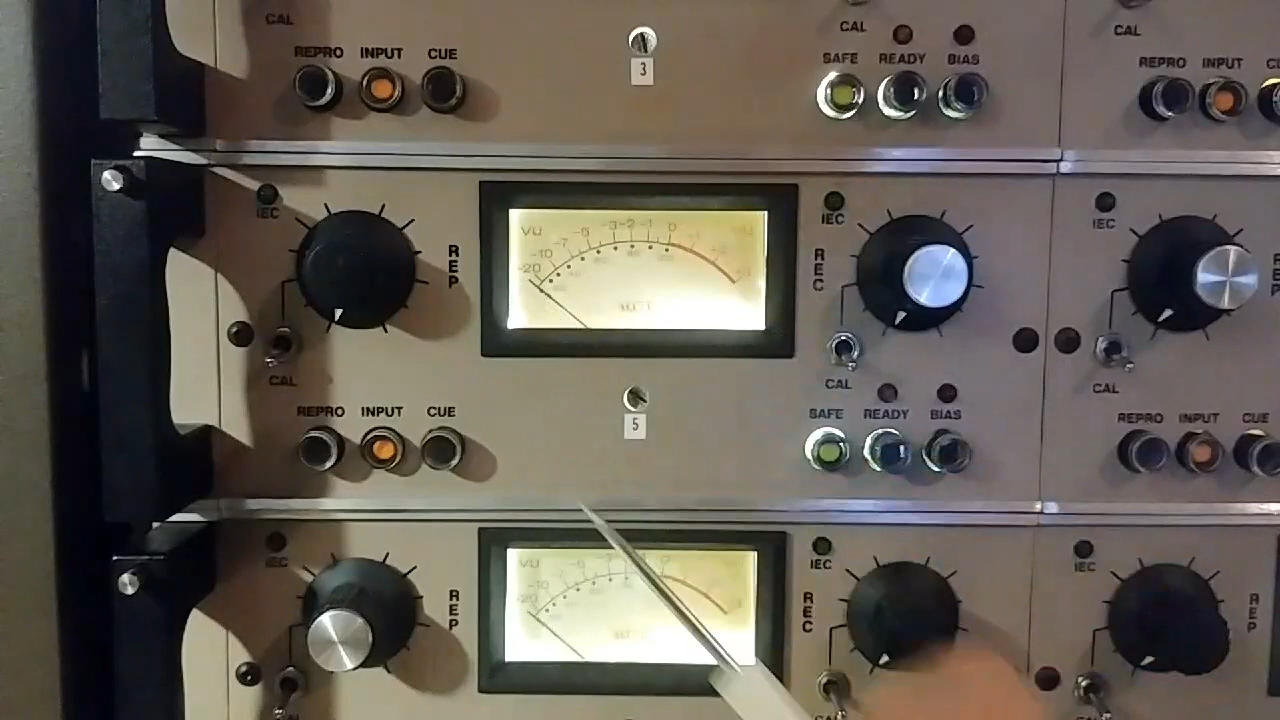 CAL
CAL
CAL
REPRO INPUT CUE
3
SAFE READY BIAS
REPRO INPUT
IEC
REP
VU
-20 -10 -7 -5 -3 -2 -1 0
IEC
REC
IEC
CAL
CAL
CAL
REPRO INPUT CUE
5
SAFE READY BIAS
REPRO INPUT CUE
IEC
REP
VU
-20 -10
IEC
REC
IEC
REP